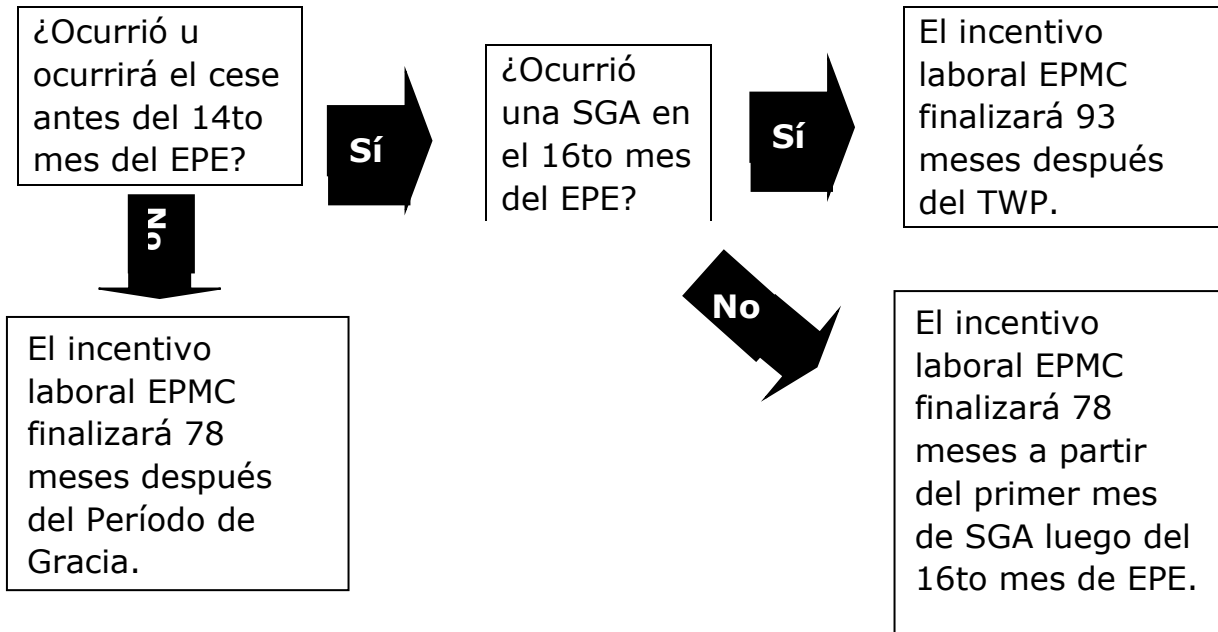 ¿Ocurrió u
ocurrirá el cese
antes del 14to
mes del EPE?
Sí
¿Ocurrió
una SGA en
el 16to mes
del EPE?
Sí
El incentivo
laboral EPMC
finalizará 93
meses después
del TWP.
No
El incentivo
laboral EPMC
finalizará 78
meses después
del Período de
Gracia.
No
El incentivo
laboral EPMC
finalizará 78
meses a partir
del primer mes
de SGA luego del
16to mes de EPE.